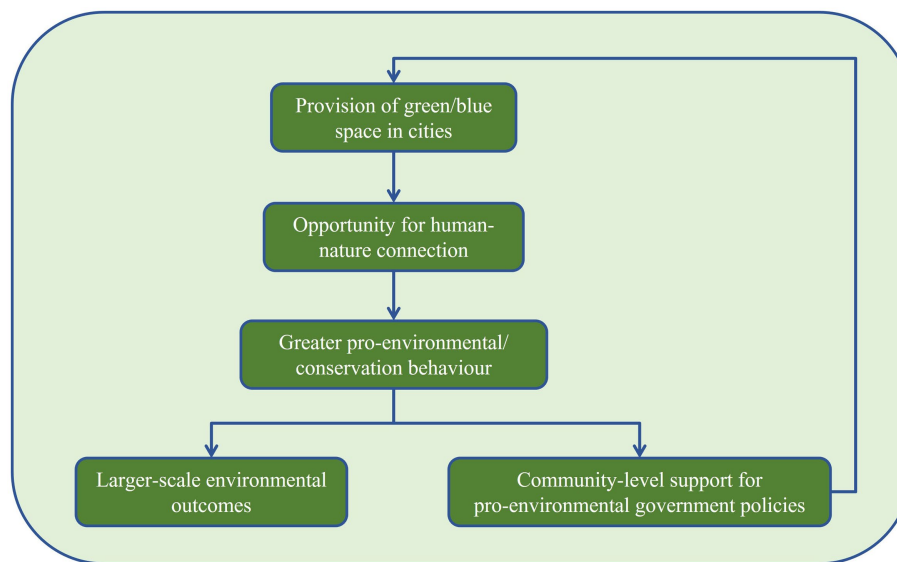 Provision of green/blue
space in cities
Opportunity for human-
nature connection
Greater pro-environmental/
conservation behaviour
Larger-scale environmental
outcomes
Community-level support for
pro-environmental government policies